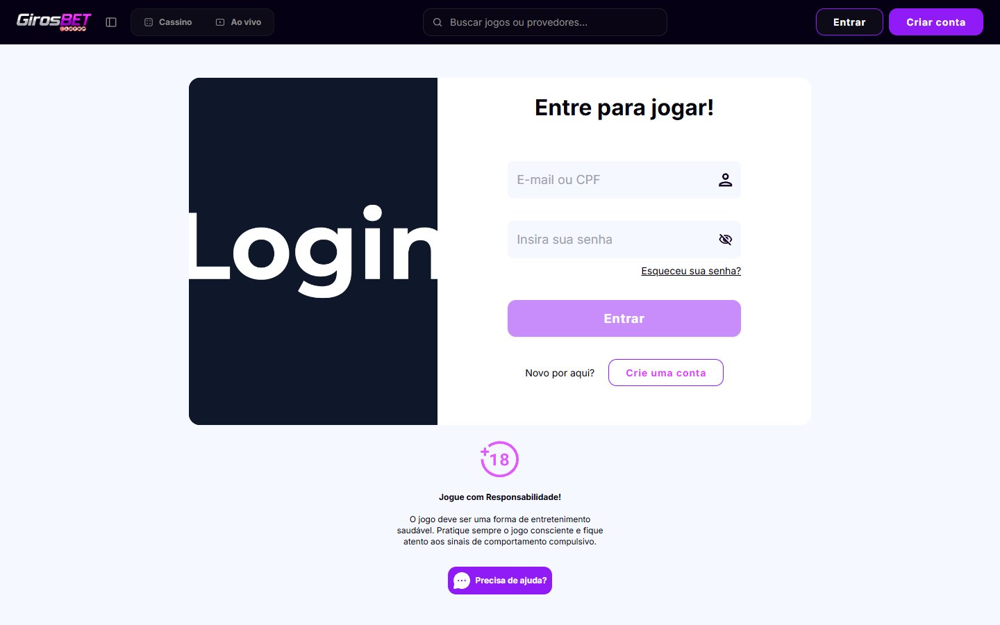 GirosBET
LOTEP
Cassino
Ao vivo
Buscar jogos ou provedores...
Entrar
Criar conta
Login
Entre para jogar!
E-mail ou CPF
Insira sua senha
Esqueceu sua senha?
Entrar
Novo por aqui?
Crie uma conta
+18
Jogue com Responsabilidade!
O jogo deve ser uma forma de entretenimento
saudável. Pratique sempre o jogo consciente e fique
atento aos sinais de comportamento compulsivo.
Precisa de ajuda?